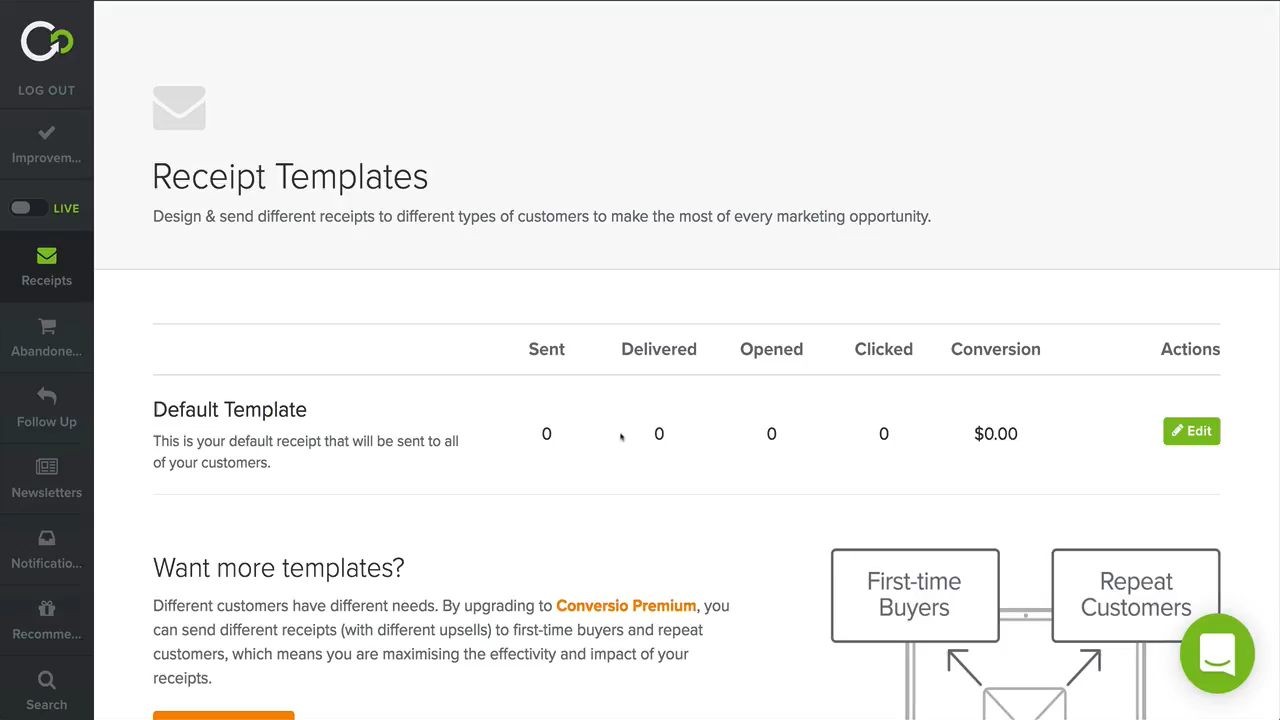 LOG OUT
Improvem...
LIVE
Receipts
Abandone...
Follow Up
Newsletters
Notificatio...
Recomme...
Search
Receipt Templates
Design & send different receipts to different types of customers to make the most of every marketing opportunity.
Sent Delivered Opened Clicked Conversion Actions
Default Template
This is your default receipt that will be sent to all
of your customers.
0 0 0 0 $0.00 Edit
Want more templates?
Different customers have different needs. By upgrading to Conversio Premium, you
can send different receipts (with different upsells) to first-time buyers and repeat
customers, which means you are maximising the effectivity and impact of your
receipts.
First-time
Buyers
Repeat
Customers